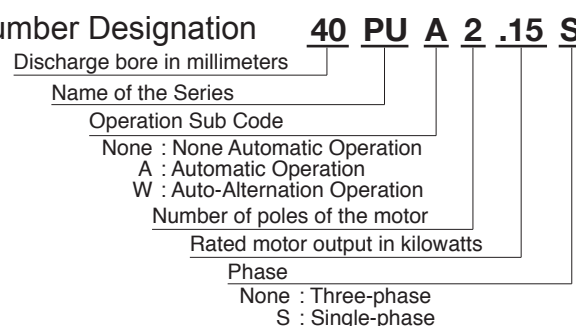 umber Designation 40 PU A 2 .15 S
Discharge bore in millimeters
Name of the Series
Operation Sub Code
None : None Automatic Operation
A : Automatic Operation
W : Auto-Alternation Operation
Number of poles of the motor
Rated motor output in kilowatts
Phase
None : Three-phase
S : Single-phase